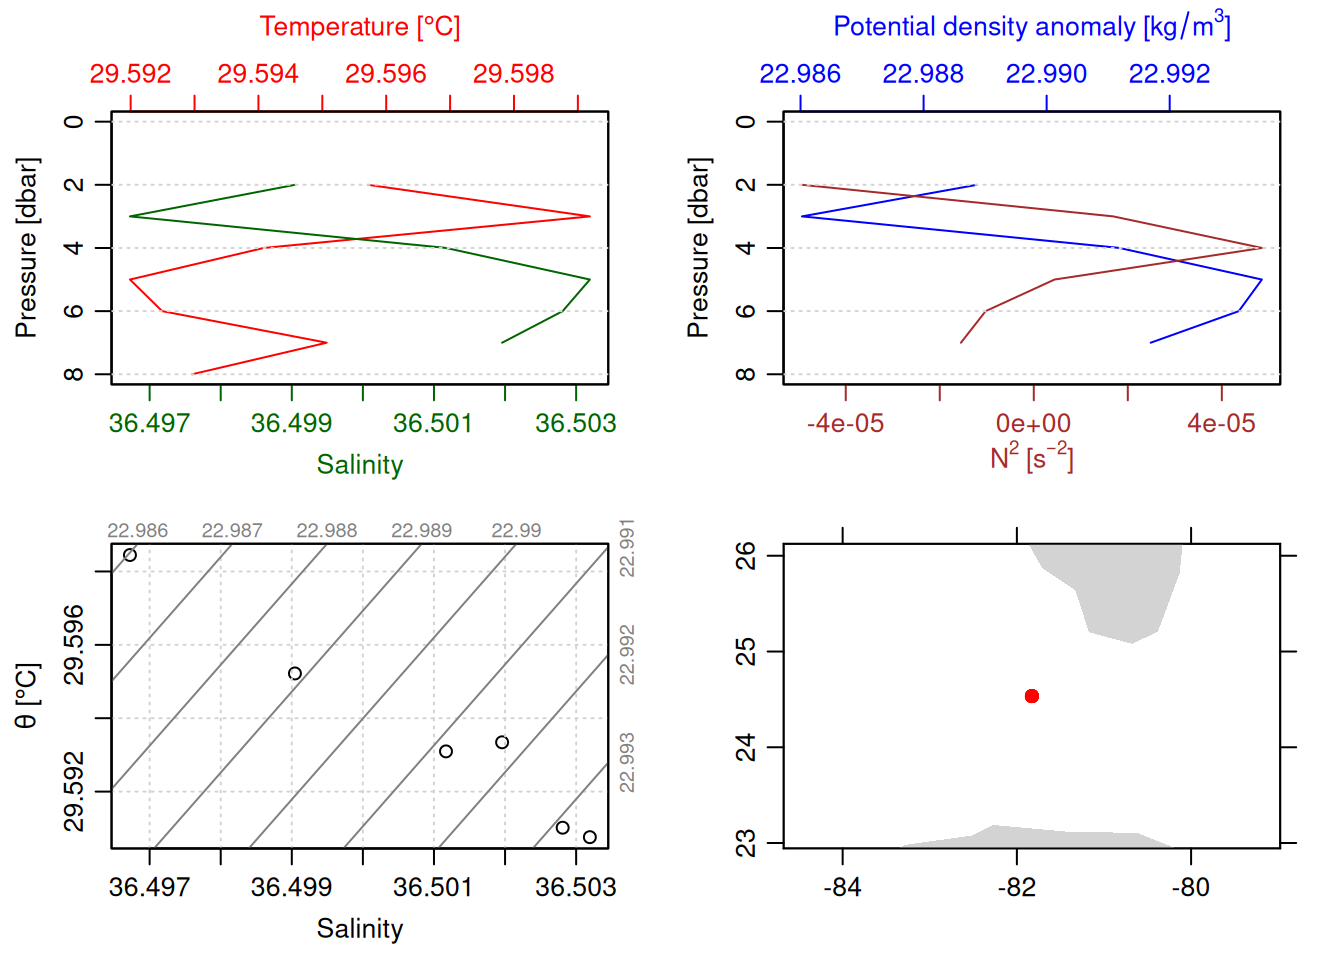 Temperature [°C]
29.592 29.594 29.596 29.598
0
2
4
6
8
Pressure [dbar]
36.497 36.499 36.501 36.503
Salinity
Potential density anomaly [kg/m³]
22.986 22.988 22.990 22.992
0
2
4
6
8
Pressure [dbar]
-4e-05 0e+00 4e-05
N² [s⁻²]
22.986 22.987 22.988 22.989 22.99
22.991
22.992
22.993
29.596
29.592
θ [°C]
36.497 36.499 36.501 36.503
Salinity
26
25
24
23
-84 -82 -80